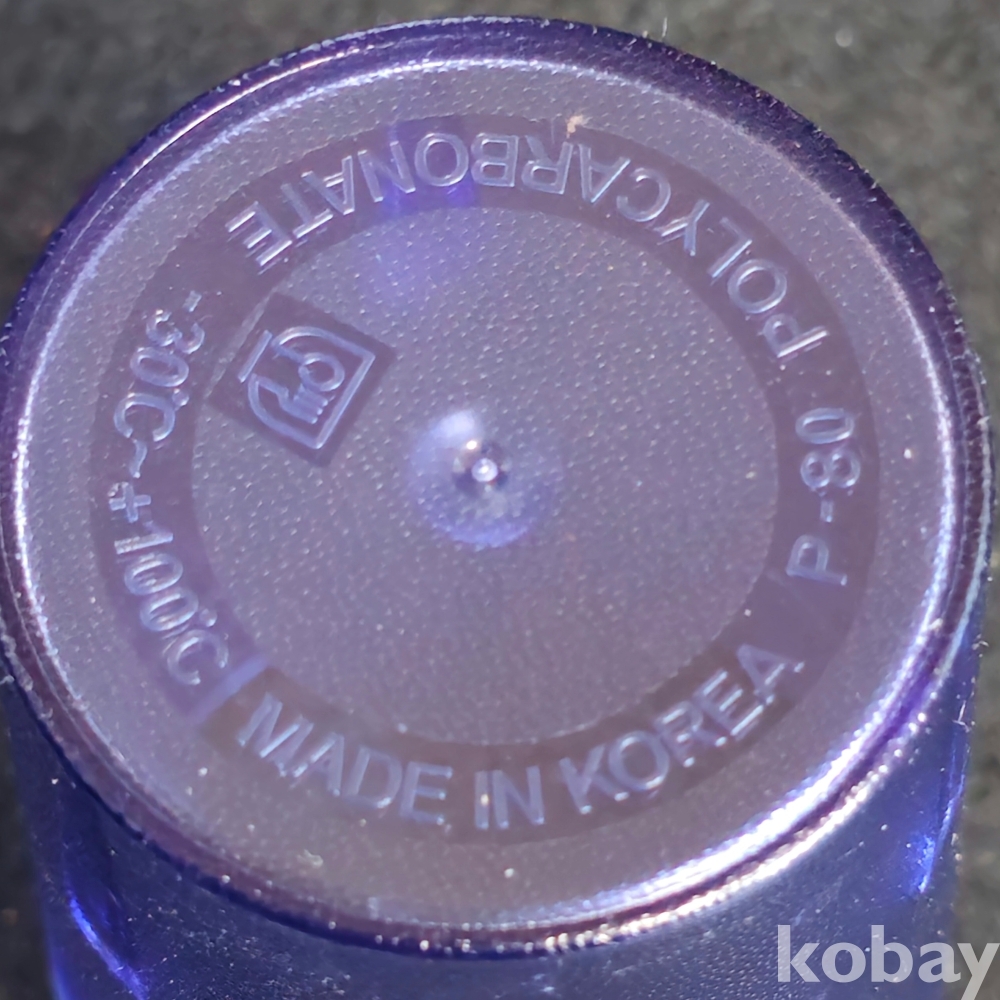 P-80 POLYCARBONATE
-30℃~+100℃
MADE IN KOREA
kobay